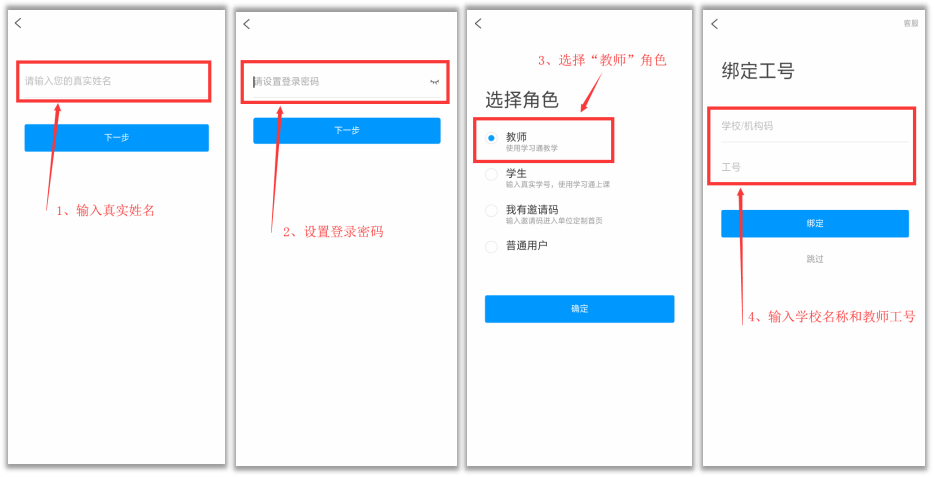 请输入您的真实姓名
下一步
1、输入真实姓名
请设置登录密码
下一步
2、设置登录密码
3、选择“教师”角色
选择角色
教师
使用学习通教学
学生
输入真实学号，使用学习通上课
我有邀请码
输入邀请码进入单位定制首页
普通用户
确定
客服
绑定工号
学校/机构码
工号
绑定
跳过
4、输入学校名称和教师工号